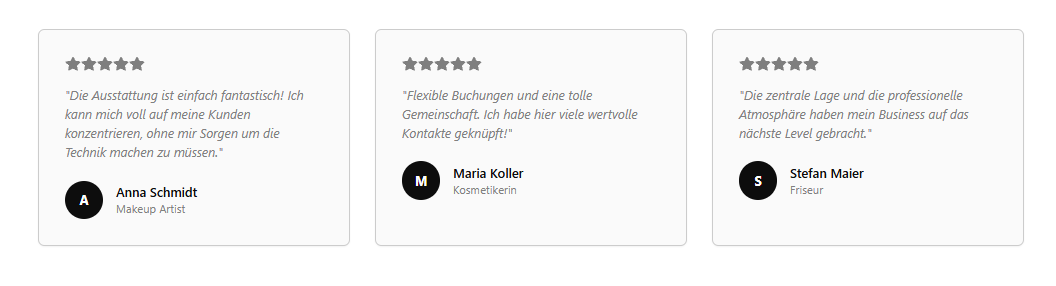 "Die Ausstattung ist einfach fantastisch! Ich
kann mich voll auf meine Kunden
konzentrieren, ohne mir Sorgen um die
Technik machen zu müssen."
A
Anna Schmidt
Makeup Artist
"Flexible Buchungen und eine tolle
Gemeinschaft. Ich habe hier viele wertvolle
Kontakte geknüpft!"
M
Maria Koller
Kosmetikerin
"Die zentrale Lage und die professionelle
Atmosphäre haben mein Business auf das
nächste Level gebracht."
S
Stefan Maier
Friseur